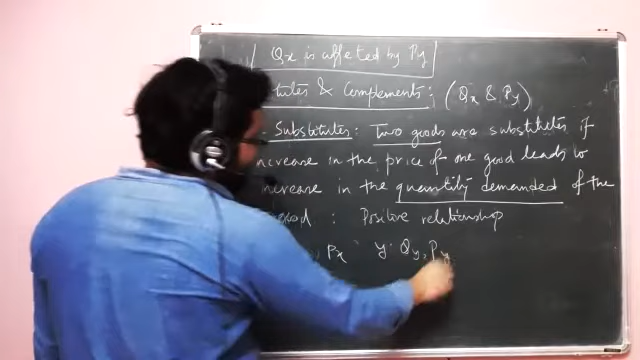 Qx is affected by Py
& Complements: (Qx & Py)
- Substitutes: Two goods are substitutes if
increase in the price of one good leads to
increase in the quantity demanded of the
good : Positive relationship
, Px y: Qy, Py